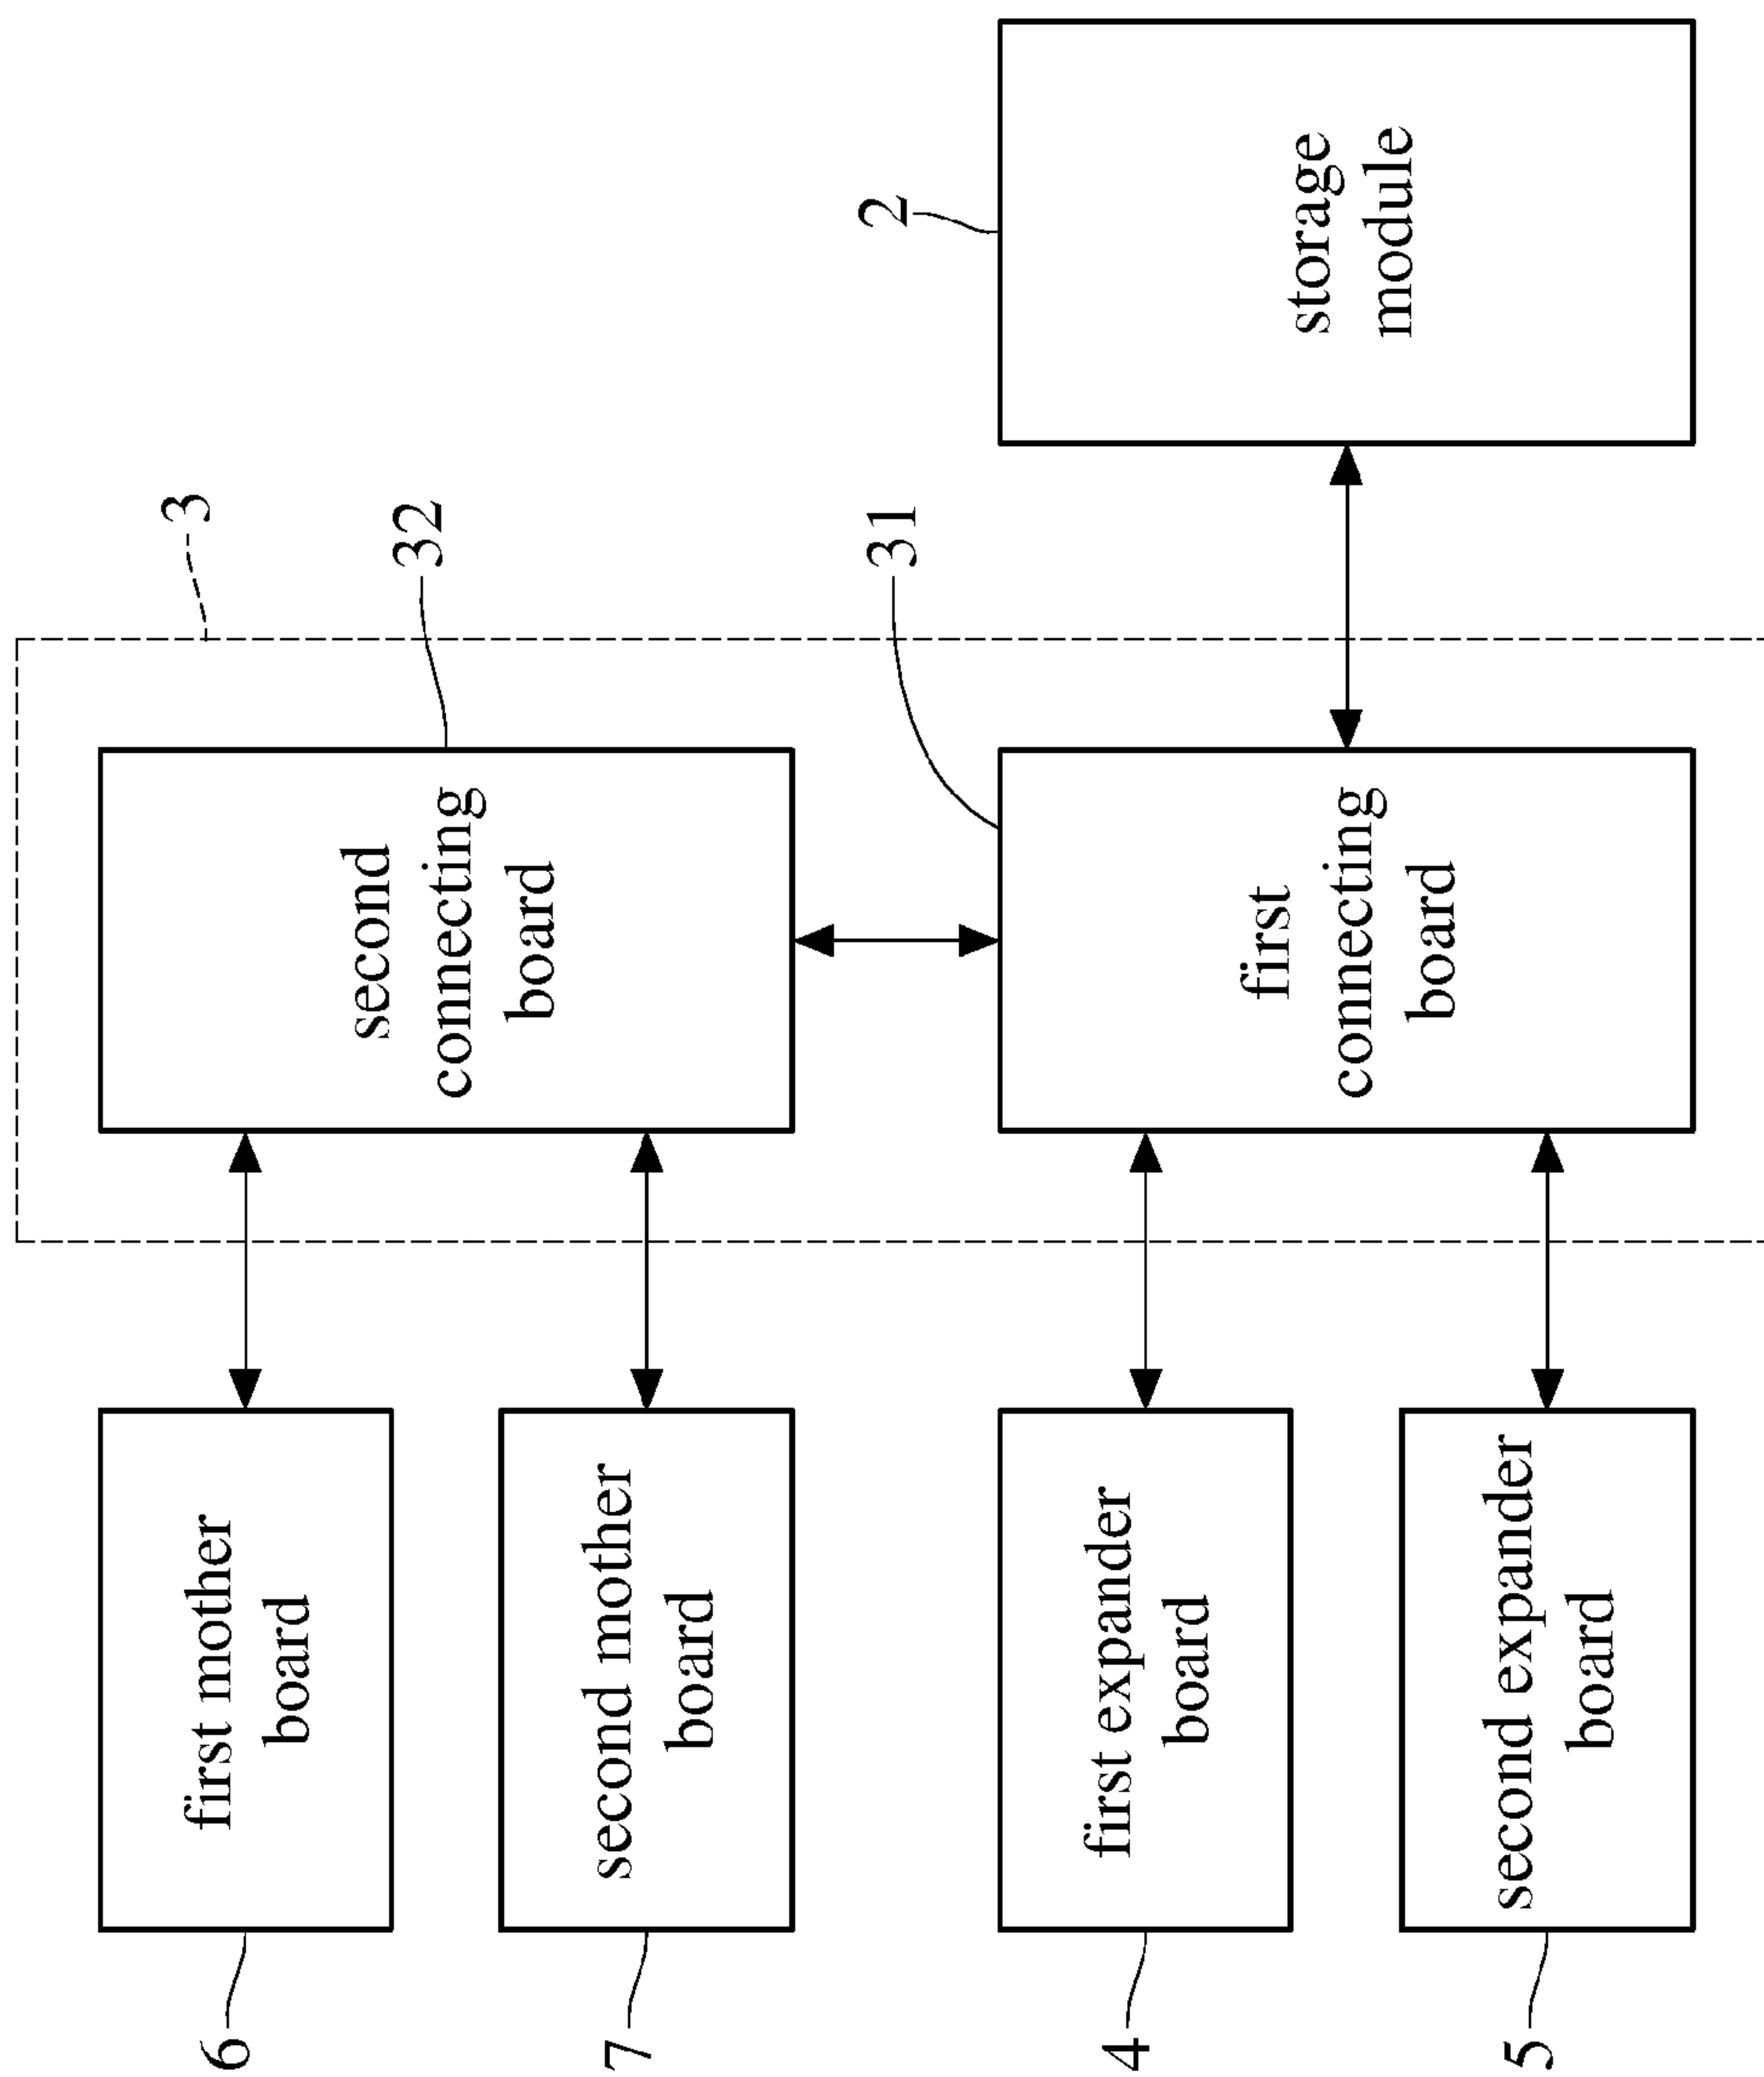 3
second
connecting
board
32
first mother
board
6
second mother
board
7
31
2
first
connecting
board
storage
module
first expander
board
4
second expander
board
5